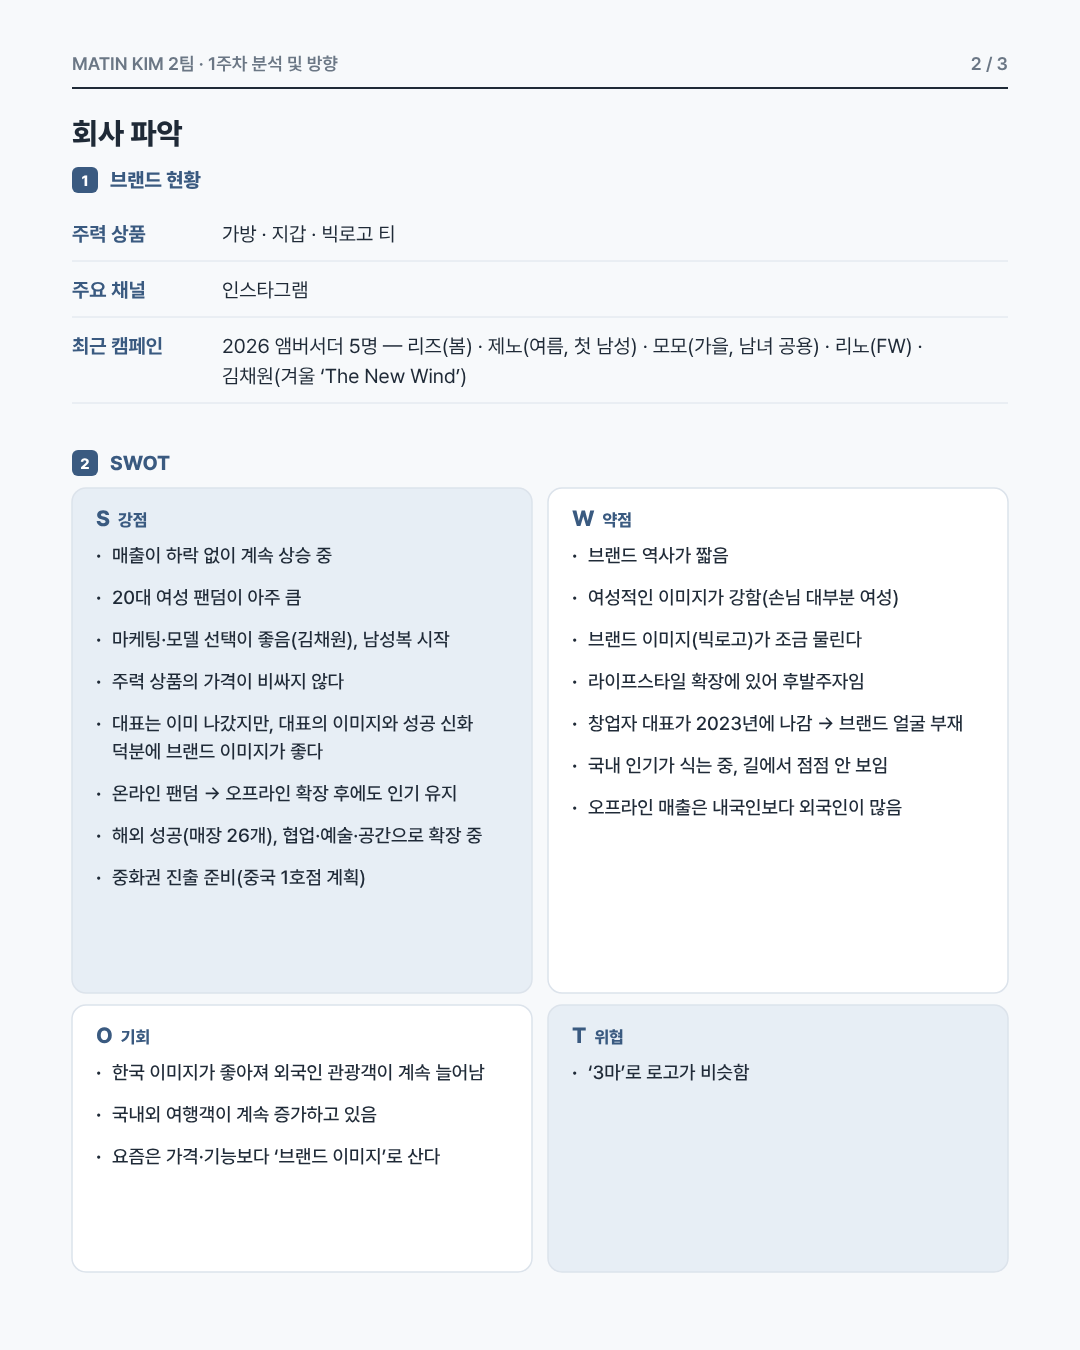 MATIN KIM 2팀 · 1주차 분석 및 방향
2 / 3
회사 파악
1 브랜드 현황
주력 상품 가방 · 지갑 · 빅로고 티
주요 채널 인스타그램
최근 캠페인 2026 앰버서더 5명 — 리즈(봄) · 제노(여름, 첫 남성) · 모모(가을, 남녀 공용) · 리노(FW) ·
김채원(겨울 ‘The New Wind’)
2 SWOT
S 강점
· 매출이 하락 없이 계속 상승 중
· 20대 여성 팬덤이 아주 큼
· 마케팅·모델 선택이 좋음(김채원), 남성복 시작
· 주력 상품의 가격이 비싸지 않다
· 대표는 이미 나갔지만, 대표의 이미지와 성공 신화
덕분에 브랜드 이미지가 좋다
· 온라인 팬덤 → 오프라인 확장 후에도 인기 유지
· 해외 성공(매장 26개), 협업·예술·공간으로 확장 중
· 중화권 진출 준비(중국 1호점 계획)
W 약점
· 브랜드 역사가 짧음
· 여성적인 이미지가 강함(손님 대부분 여성)
· 브랜드 이미지(빅로고)가 조금 물린다
· 라이프스타일 확장에 있어 후발주자임
· 창업자 대표가 2023년에 나감 → 브랜드 얼굴 부재
· 국내 인기가 식는 중, 길에서 점점 안 보임
· 오프라인 매출은 내국인보다 외국인이 많음
O 기회
· 한국 이미지가 좋아져 외국인 관광객이 계속 늘어남
· 국내외 여행객이 계속 증가하고 있음
· 요즘은 가격·기능보다 ‘브랜드 이미지’로 산다
T 위협
· ‘3마’로 로고가 비슷함